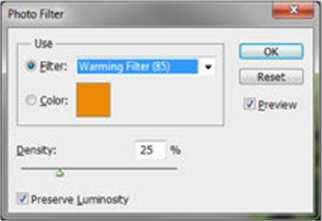 Photo Filter
Use
Filter: Warming Filter (85)
Color:
OK
Reset
Preview
Density: 25 %
Preserve Luminosity